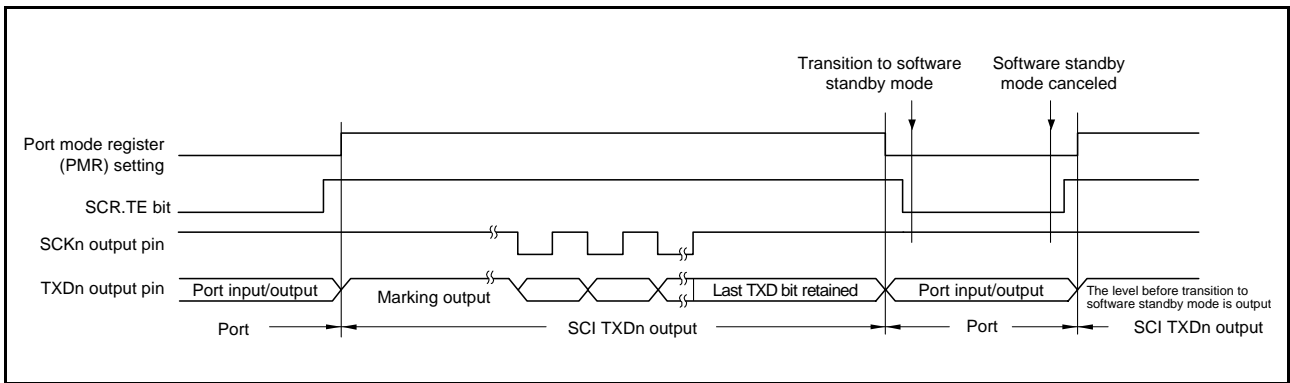 Transition to software
standby mode
Software standby
mode canceled
Port mode register
(PMR) setting
SCR.TE bit
SCKn output pin
TXDn output pin
Port input/output
Marking output
Last TXD bit retained
Port input/output
The level before transition to
software standby mode is output
Port
SCI TXDn output
Port
SCI TXDn output